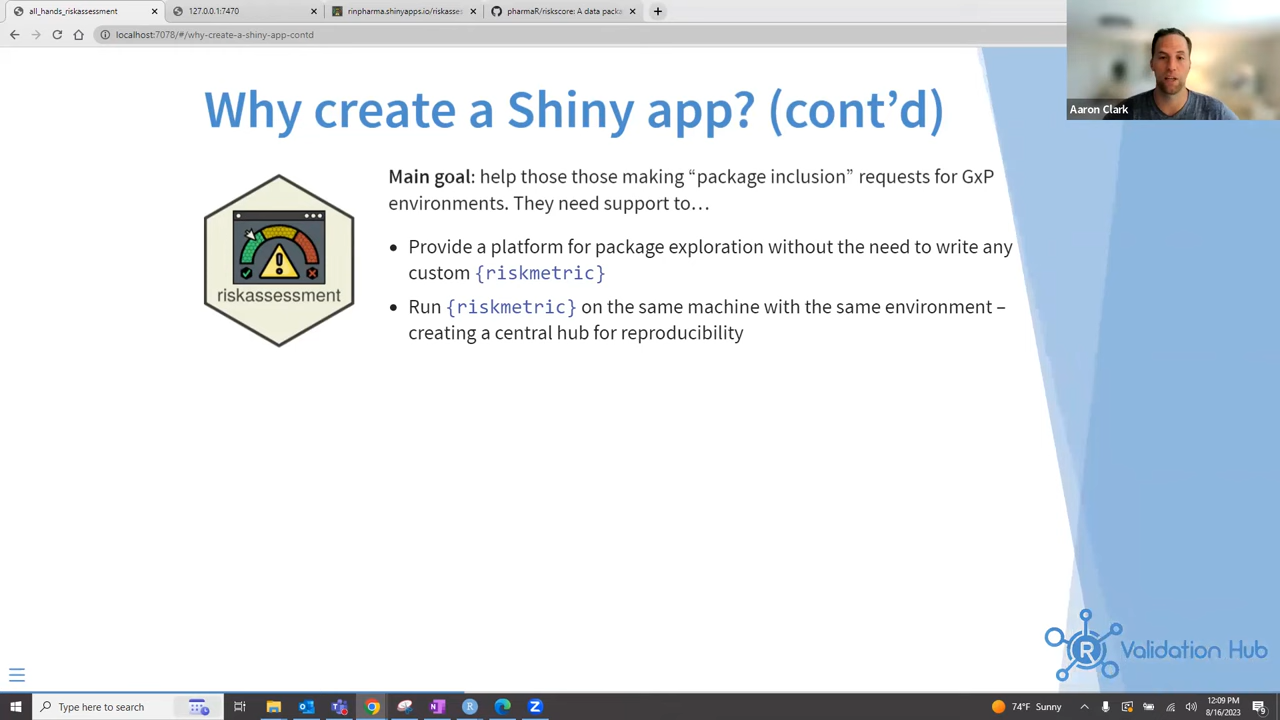 all_hands_riskassessment
127.0.0.1:7470
rinpharma.shinyapps.io/riskasses
pharmaR/riskscore: A data packa
localhost:7078/#/why-create-a-shiny-app-contd
Aaron Clark
Why create a Shiny app? (cont’d)
Main goal: help those those making “package inclusion” requests for GxP
environments. They need support to…
• Provide a platform for package exploration without the need to write any
custom {riskmetric}
• Run {riskmetric} on the same machine with the same environment –
creating a central hub for reproducibility
riskassessment
R Validation Hub
Type here to search
74°F Sunny
12:09 PM
8/16/2023